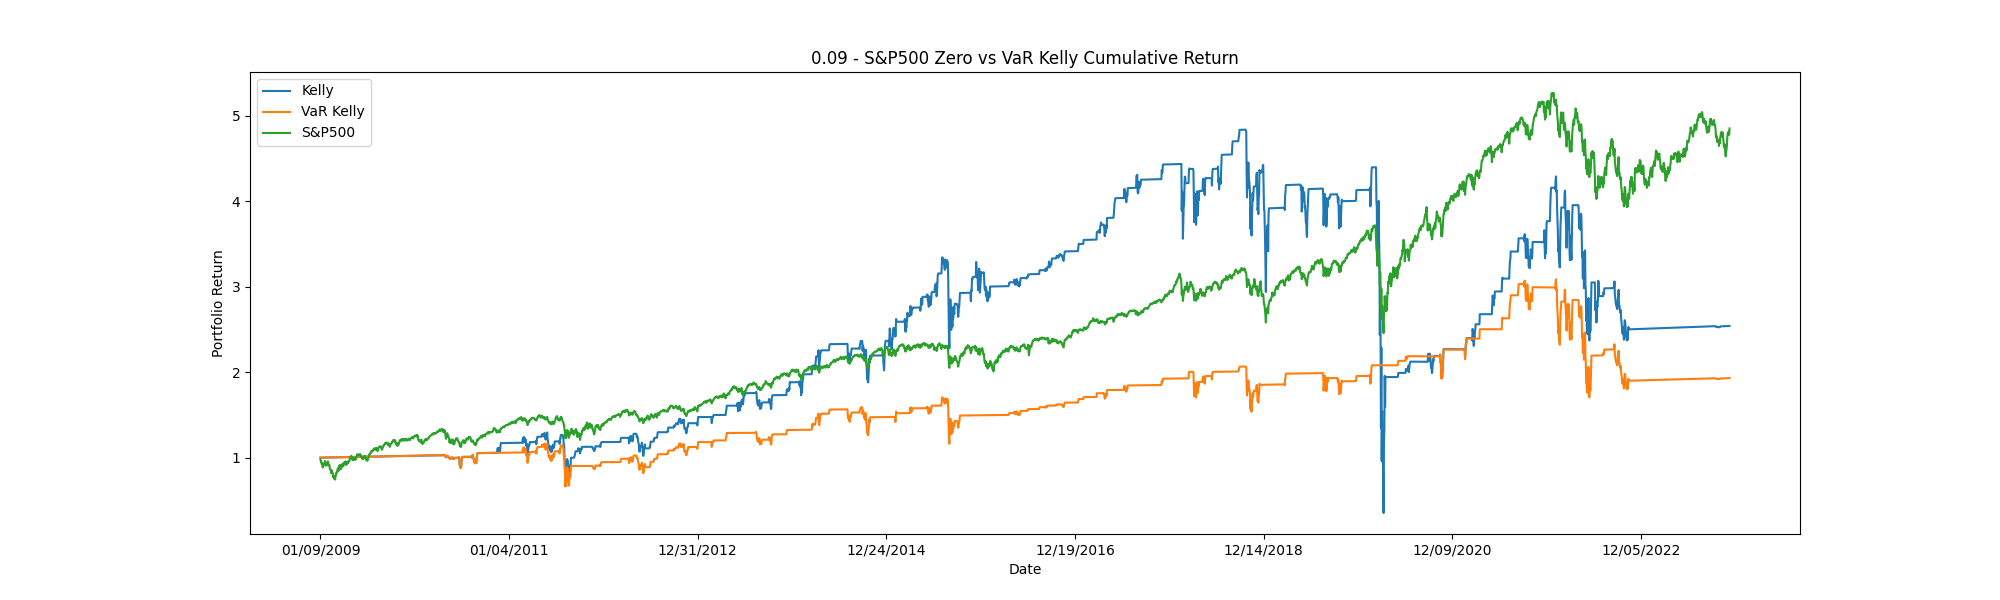 0.09 - S&P500 Zero vs VaR Kelly Cumulative Return
Kelly
VaR Kelly
S&P500
Portfolio Return
5
4
3
2
1
01/09/2009 01/04/2011 12/31/2012 12/24/2014 12/19/2016 12/14/2018 12/09/2020 12/05/2022
Date